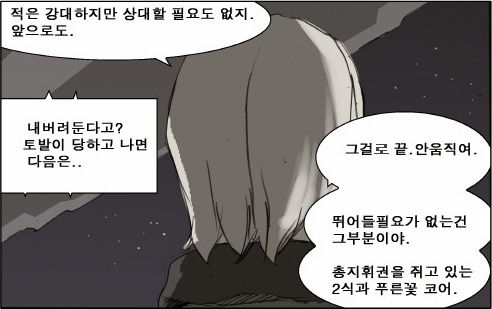 적은 강대하지만 상대할 필요도 없지.
앞으로도.
내버려둔다고?
토발이 당하고 나면
다음은..
그걸로 끝.안움직여.
뛰어들필요가 없는건
그부분이야.
총지휘권을 쥐고 있는
2식과 푸른꽃 코어.